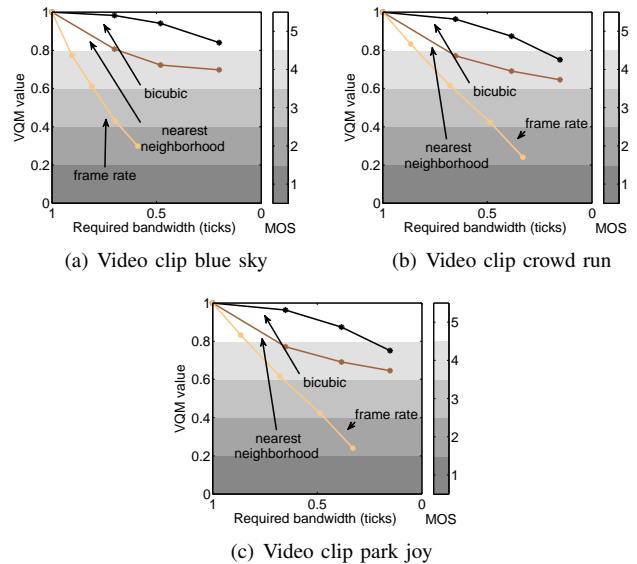 1
0.8
0.6
0.4
0.2
0
VQM value
bicubic
nearest
neighborhood
frame rate
1
0.5
0
Required bandwidth (ticks)
5
4
3
2
1
MOS
(a) Video clip blue sky
1
0.8
0.6
0.4
0.2
0
VQM value
bicubic
frame rate
nearest
neighborhood
1
0.5
0
Required bandwidth (ticks)
5
4
3
2
1
MOS
(b) Video clip crowd run
1
0.8
0.6
0.4
0.2
0
VQM value
bicubic
frame rate
nearest
neighborhood
1
0.5
0
Required bandwidth (ticks)
5
4
3
2
1
MOS
(c) Video clip park joy